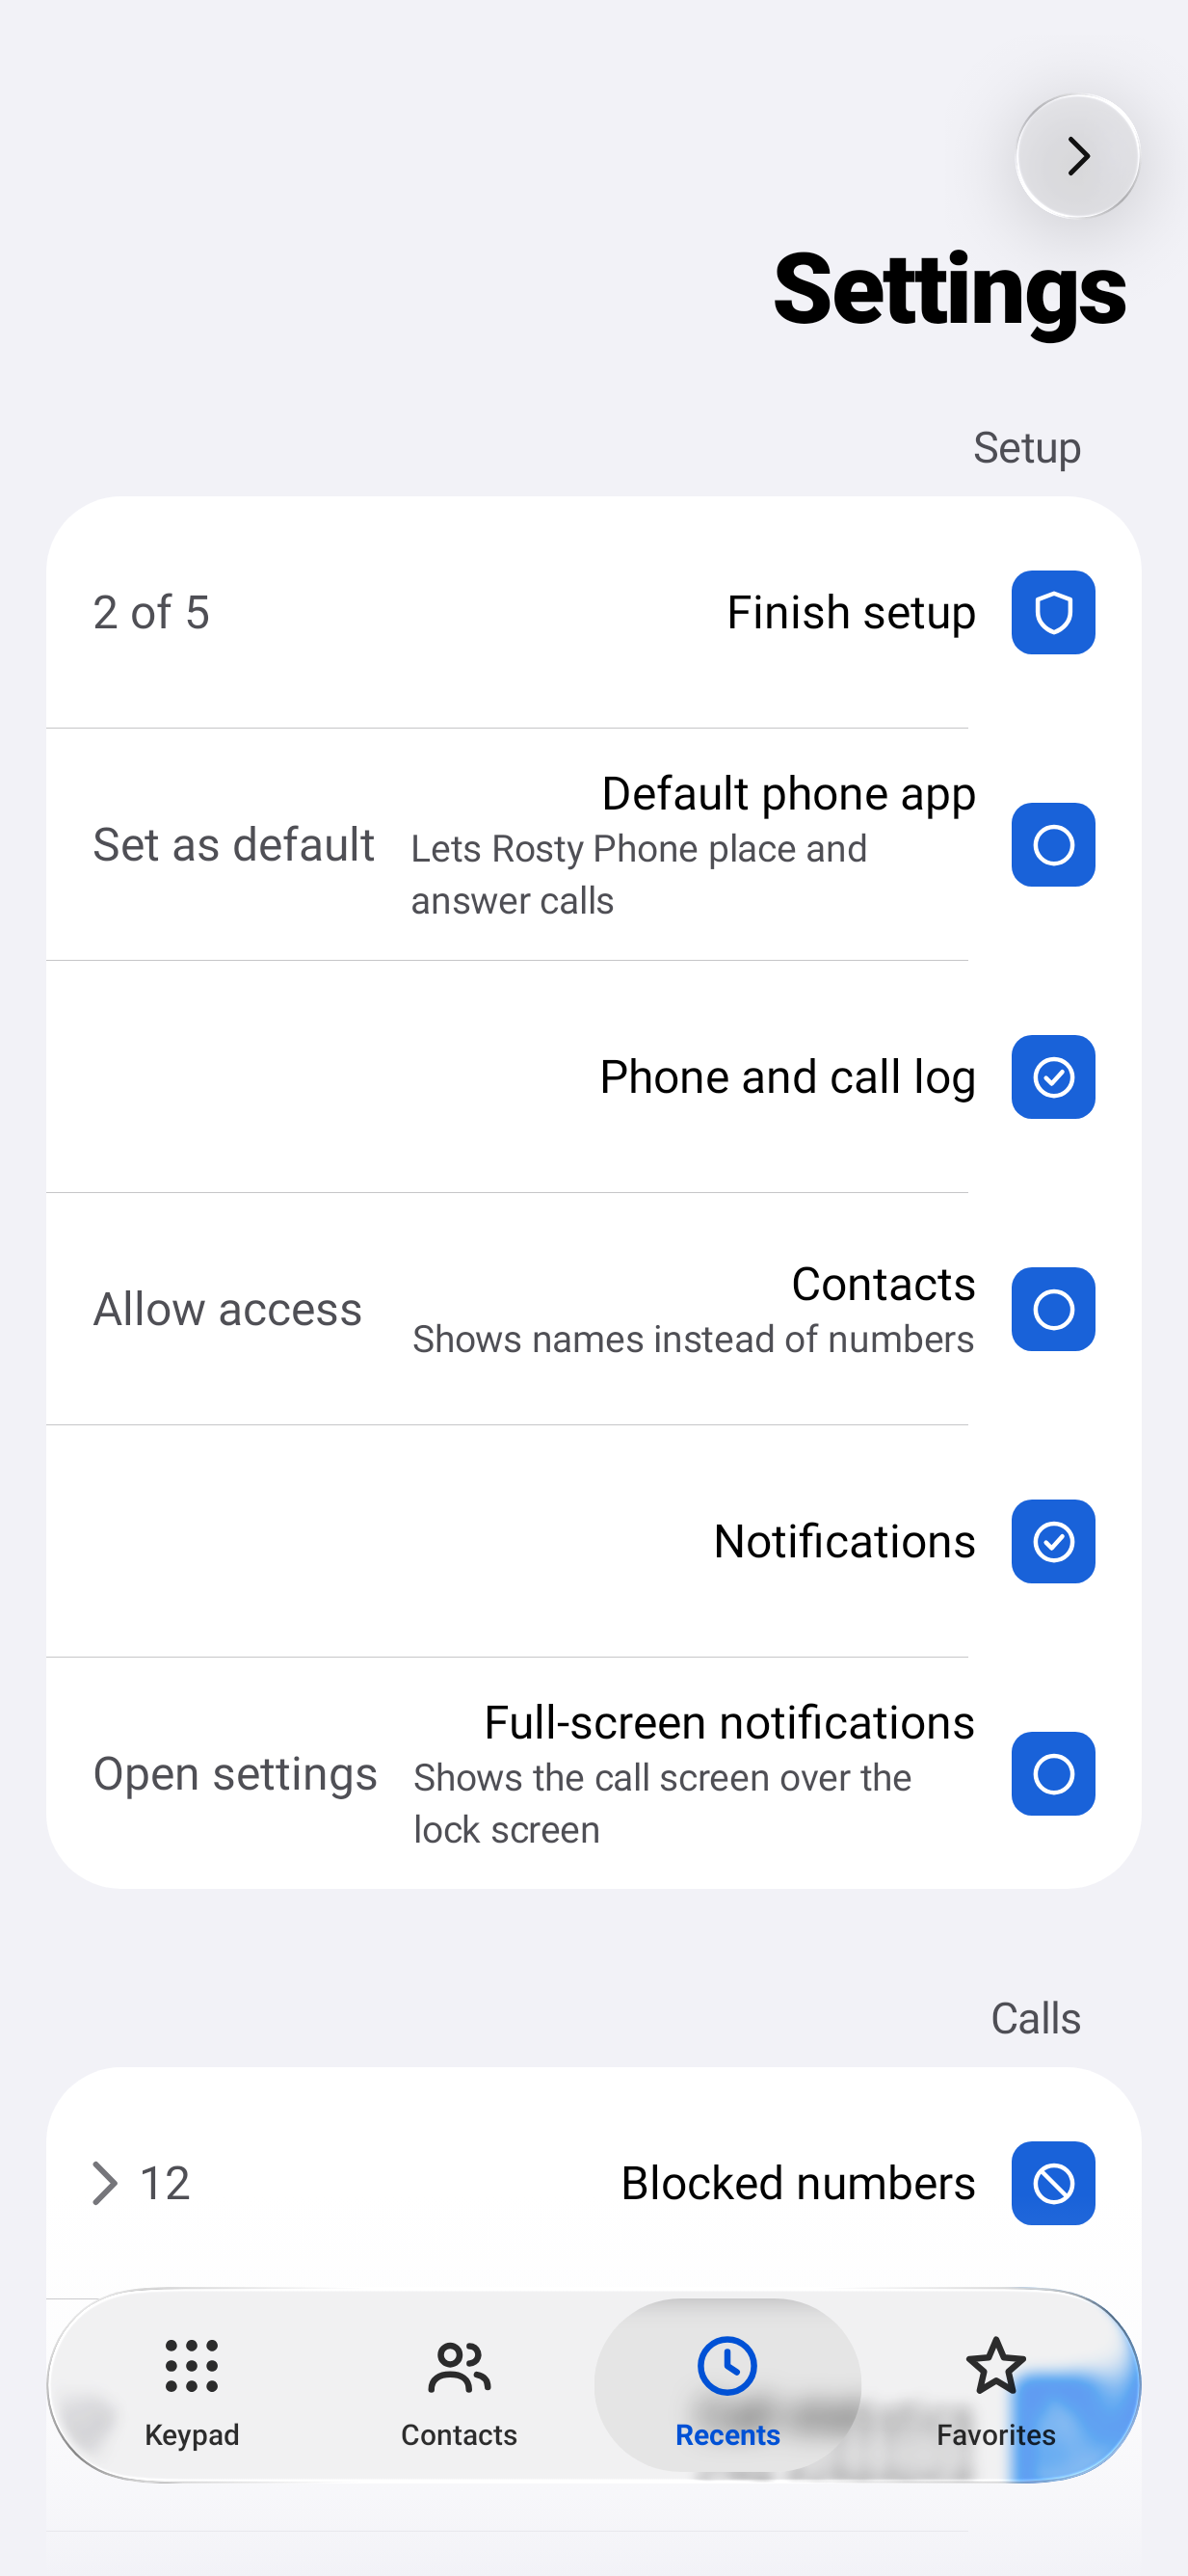 Settings
Setup
Finish setup
2 of 5
Default phone app
Lets Rosty Phone place and
answer calls
Set as default
Phone and call log
Contacts
Shows names instead of numbers
Allow access
Notifications
Full-screen notifications
Shows the call screen over the
lock screen
Open settings
Calls
Blocked numbers
12
Keypad
Contacts
Recents
Favorites